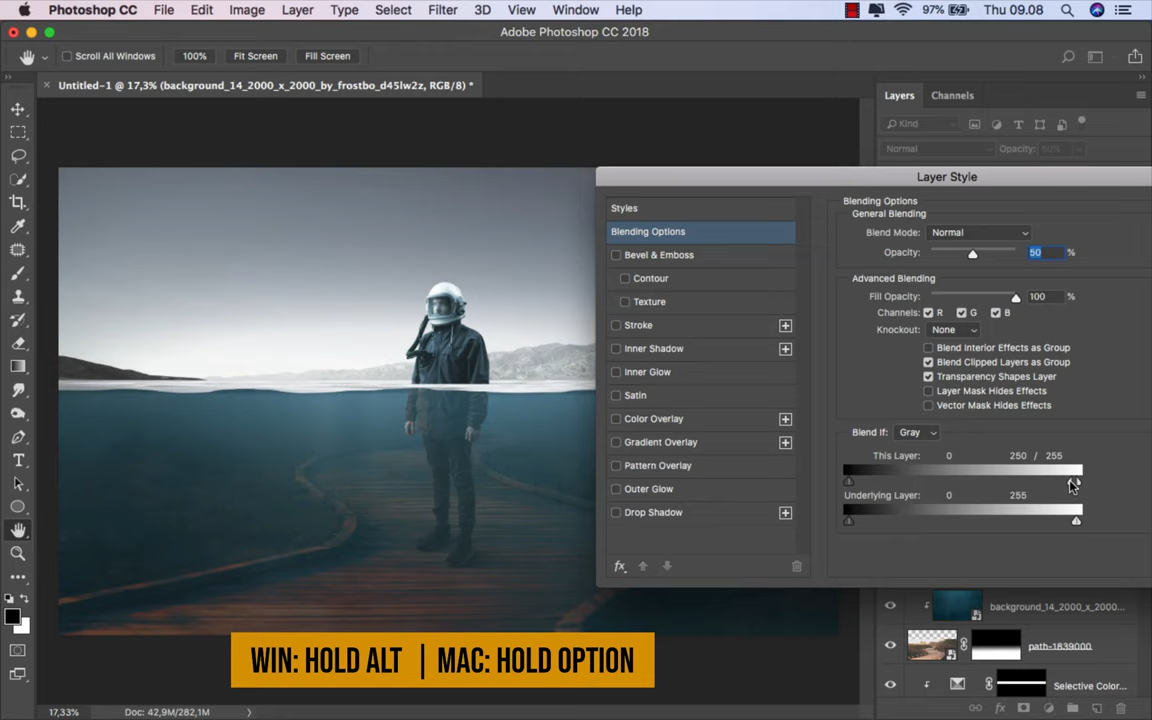 Photoshop CC File Edit Image Layer Type Select Filter 3D View Window Help 97% Thu 09.08
Adobe Photoshop CC 2018
Scroll All Windows 100% Fit Screen Fill Screen
Untitled-1 @ 17,3% (background_14_2000_x_2000_by_frostbo_d45lw2z, RGB/8) *
Layers Channels
Kind
Normal Opacity: 50%
Layer Style
Styles
Blending Options
Bevel & Emboss
Contour
Texture
Stroke
Inner Shadow
Inner Glow
Satin
Color Overlay
Gradient Overlay
Pattern Overlay
Outer Glow
Drop Shadow
fx
Blending Options
General Blending
Blend Mode: Normal
Opacity: 50 %
Advanced Blending
Fill Opacity: 100 %
Channels: R G B
Knockout: None
Blend Interior Effects as Group
Blend Clipped Layers as Group
Transparency Shapes Layer
Layer Mask Hides Effects
Vector Mask Hides Effects
Blend If: Gray
This Layer: 0 250 / 255
Underlying Layer: 0 255
background_14_2000_x_2000...
path-1839000
Selective Color...
fx
WIN: HOLD ALT | MAC: HOLD OPTION
17,33% Doc: 42,9M/282,1M